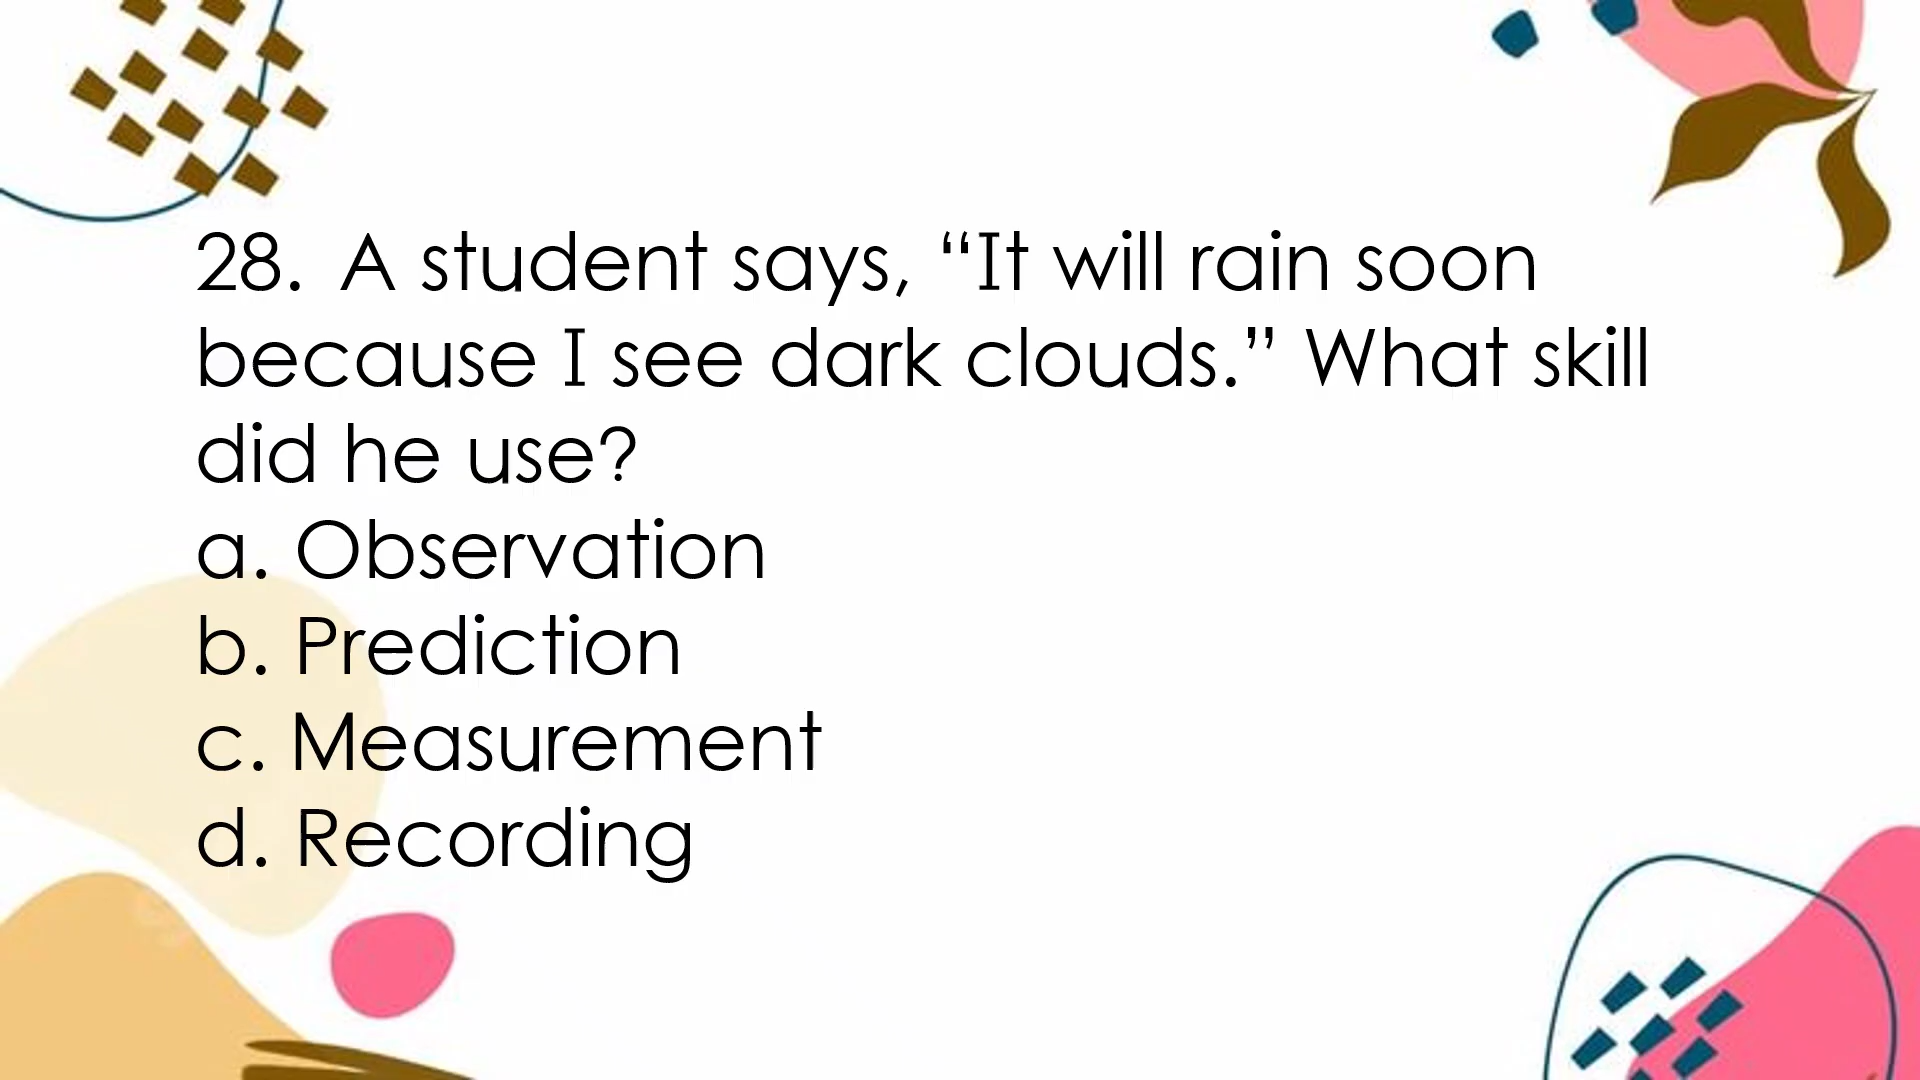 28. A student says, “It will rain soon
because I see dark clouds.” What skill
did he use?
a. Observation
b. Prediction
c. Measurement
d. Recording